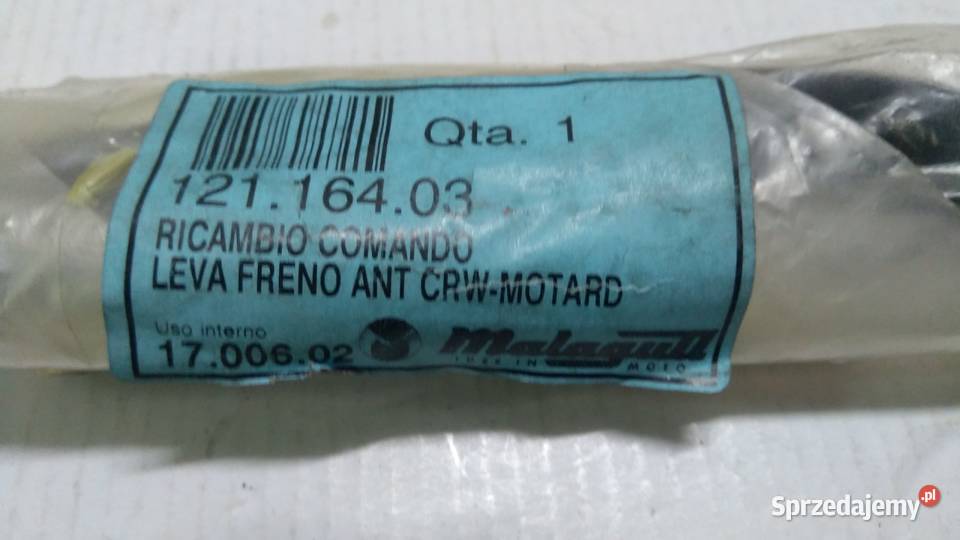 Qta. 1
121.164.03
RICAMBIO COMANDO
LEVA FRENO ANT CRW-MOTARD
Uso interno
17.006.02
Malaguti
MOTO
Sprzedajemy.pl